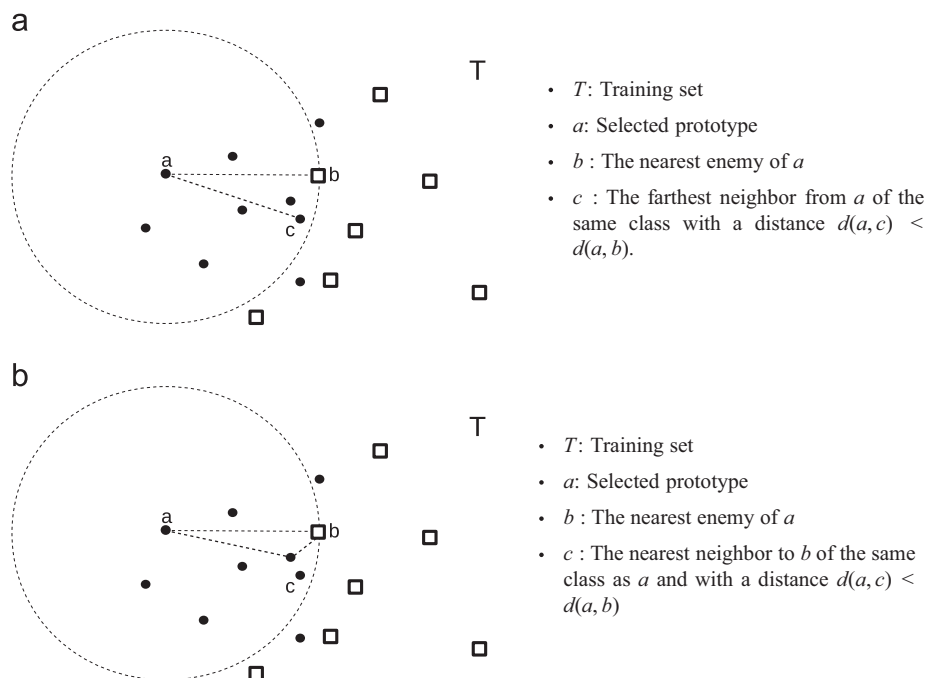 a
T
a
b
c
• T: Training set
• a: Selected prototype
• b : The nearest enemy of a
• c : The farthest neighbor from a of the
same class with a distance d(a, c) <
d(a, b).
b
T
a
b
c
• T: Training set
• a: Selected prototype
• b : The nearest enemy of a
• c : The nearest neighbor to b of the same
class as a and with a distance d(a, c) <
d(a, b)